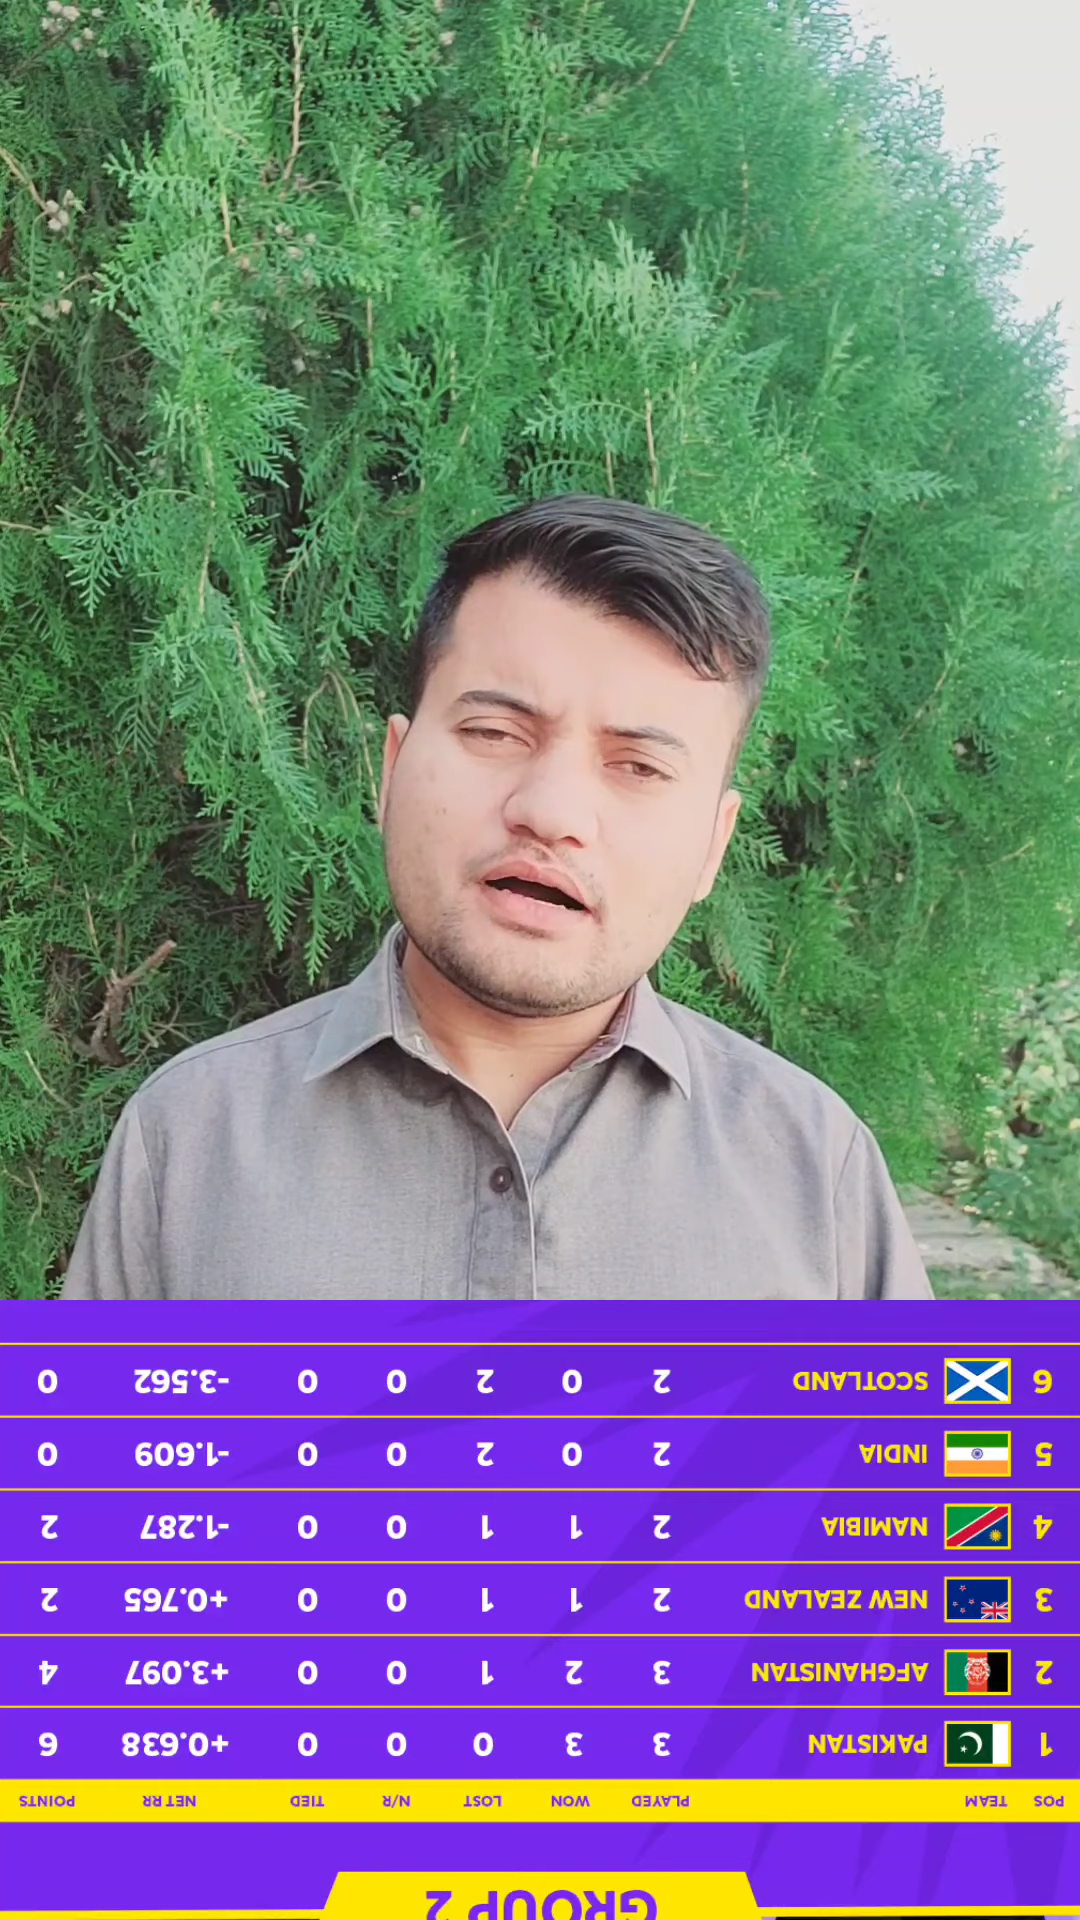 GROUP 2
POS TEAM PLAYED WON LOST N/R TIED NET RR POINTS
1 PAKISTAN 3 3 0 0 0 +0.638 6
2 AFGHANISTAN 3 2 1 0 0 +3.097 4
3 NEW ZEALAND 2 1 1 0 0 +0.765 2
4 NAMIBIA 2 1 1 0 0 -1.287 2
5 INDIA 2 0 2 0 0 -1.609 0
6 SCOTLAND 2 0 2 0 0 -3.562 0